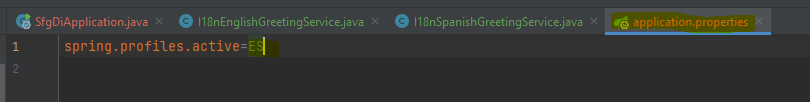 SfgDiApplication.java
I18nEnglishGreetingService.java
I18nSpanishGreetingService.java
application.properties
1 spring.profiles.active=ES
2